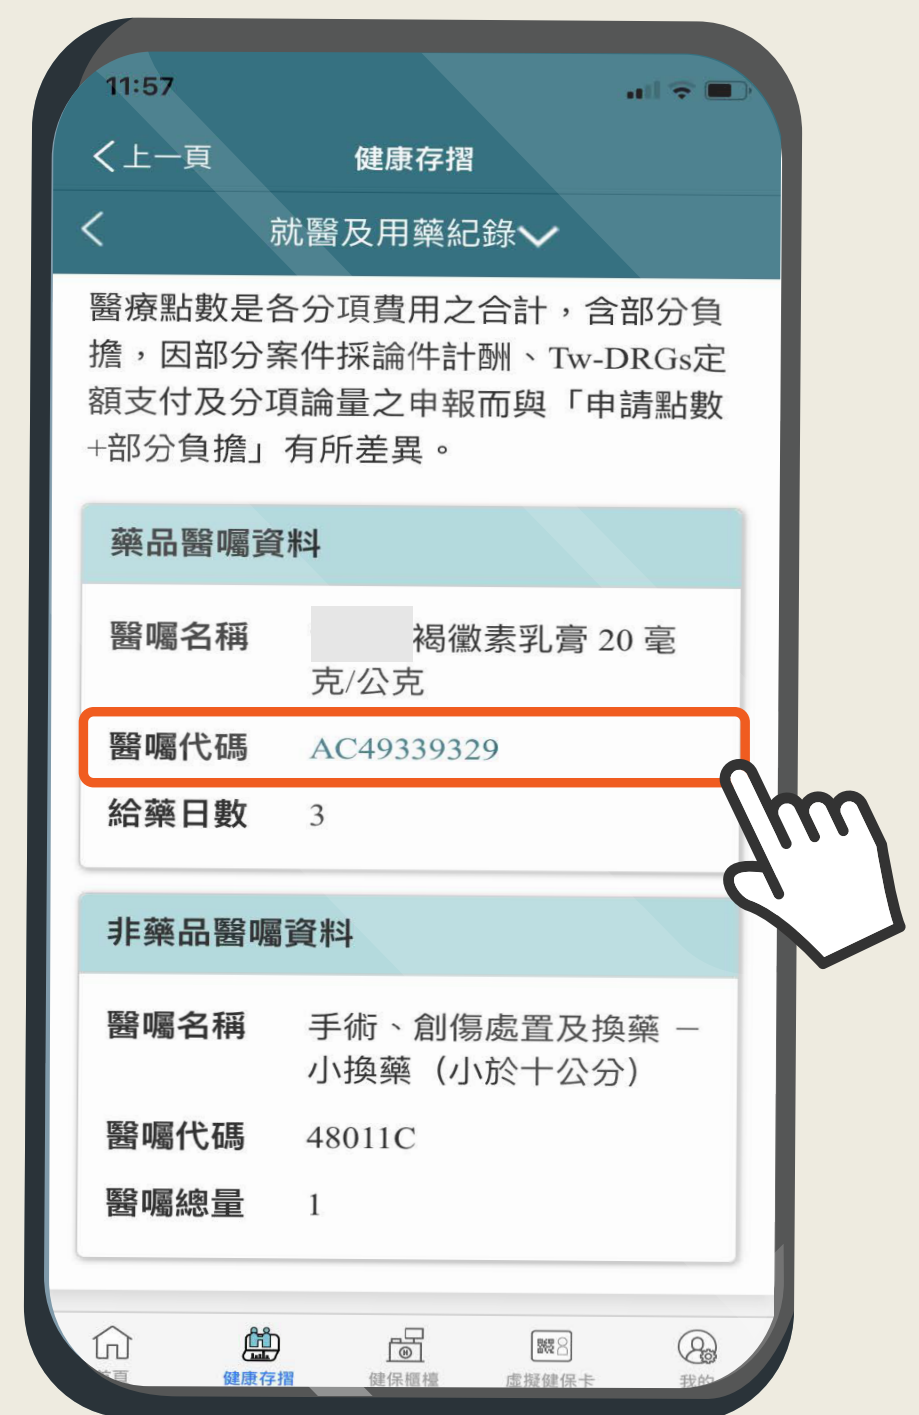 11:57
上一頁
健康存摺
就醫及用藥紀錄
醫療點數是各分項費用之合計，含部分負
擔，因部分案件採論件計酬、Tw-DRGs定
額支付及分項論量之申報而與「申請點數
+部分負擔」有所差異。
藥品醫囑資料
醫囑名稱 褐黴素乳膏 20 毫
克/公克
醫囑代碼 AC49339329
給藥日數 3
非藥品醫囑資料
醫囑名稱 手術、創傷處置及換藥 －
小換藥（小於十公分）
醫囑代碼 48011C
醫囑總量 1
首頁 健康存摺 健保櫃檯 虛擬健保卡 我的